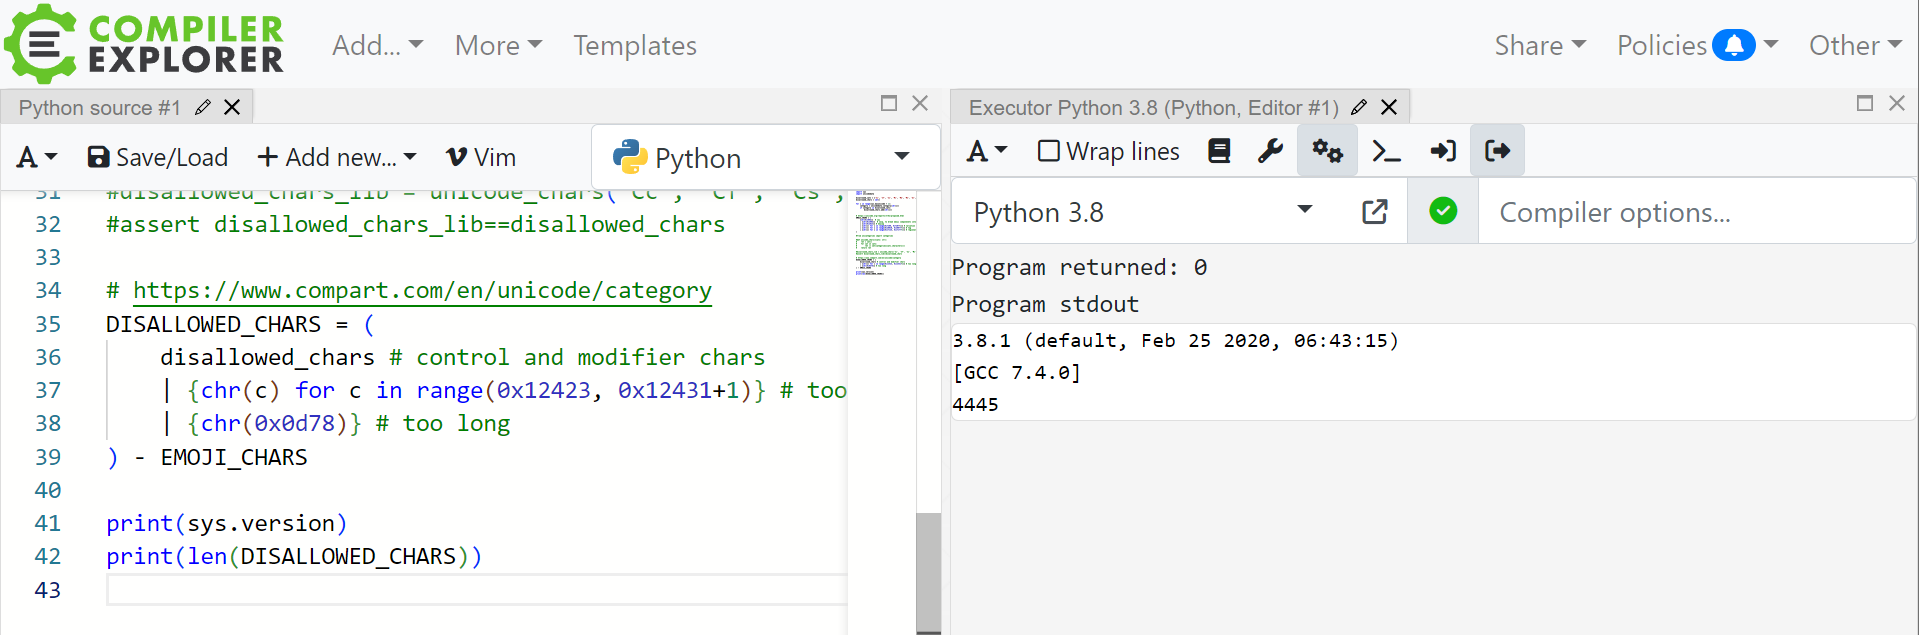 COMPILER
EXPLORER
Add...
More
Templates
Share
Policies
Other
Python source #1
A
Save/Load
+ Add new...
Vim
Python
31 #disallowed_chars_lib = unicode_chars('Cc', 'Cf', 'Cs',
32 #assert disallowed_chars_lib==disallowed_chars
33
34 # https://www.compart.com/en/unicode/category
35 DISALLOWED_CHARS = (
36 disallowed_chars # control and modifier chars
37 | {chr(c) for c in range(0x12423, 0x12431+1)} # too
38 | {chr(0x0d78)} # too long
39 ) - EMOJI_CHARS
40
41 print(sys.version)
42 print(len(DISALLOWED_CHARS))
43
Executor Python 3.8 (Python, Editor #1)
A
Wrap lines
Python 3.8
Compiler options...
Program returned: 0
Program stdout
3.8.1 (default, Feb 25 2020, 06:43:15)
[GCC 7.4.0]
4445